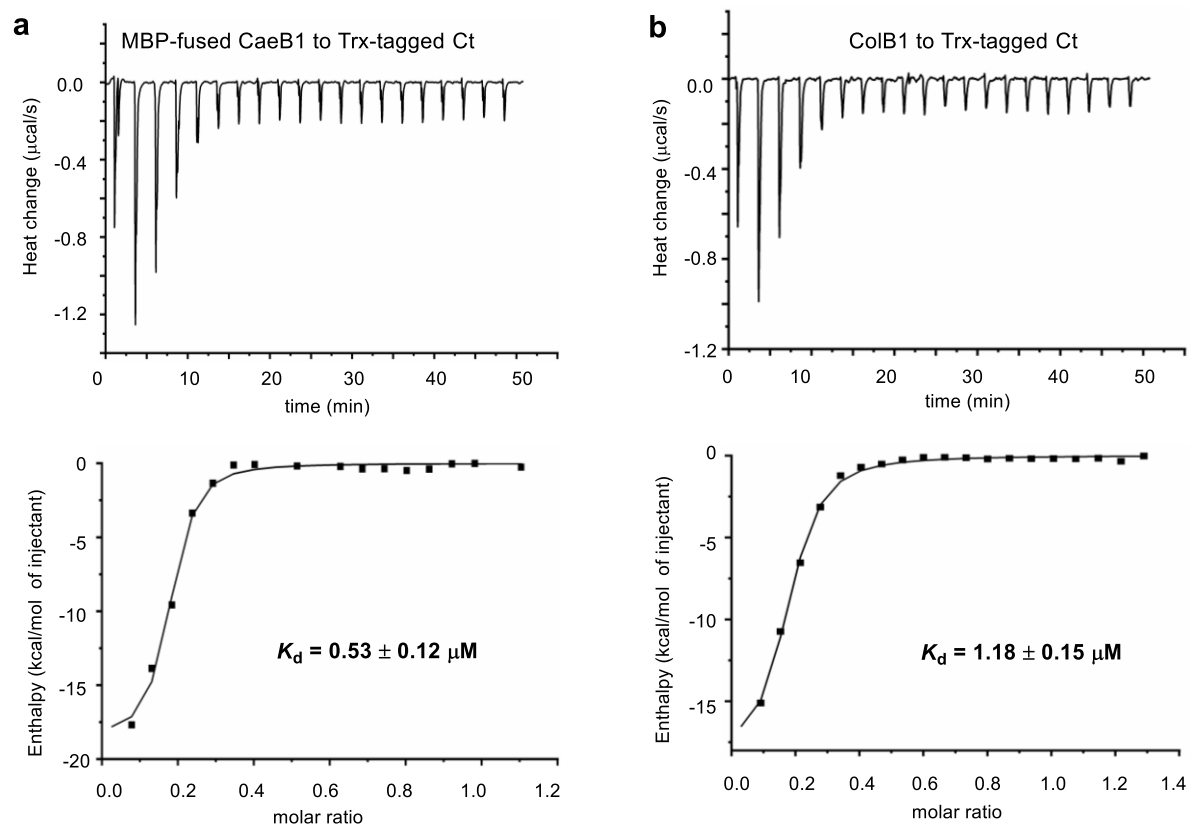 a
MBP-fused CaeB1 to Trx-tagged Ct
Heat change (μcal/s)
0.0
-0.4
-0.8
-1.2
0 10 20 30 40 50
time (min)
Enthalpy (kcal/mol of injectant)
0
-5
-10
-15
-20
Kd = 0.53 ± 0.12 μM
0.0 0.2 0.4 0.6 0.8 1.0 1.2
molar ratio
b
ColB1 to Trx-tagged Ct
Heat change (μcal/s)
0.0
-0.4
-0.8
-1.2
0 10 20 30 40 50
time (min)
Enthalpy (kcal/mol of injectant)
0
-5
-10
-15
Kd = 1.18 ± 0.15 μM
0.0 0.2 0.4 0.6 0.8 1.0 1.2 1.4
molar ratio